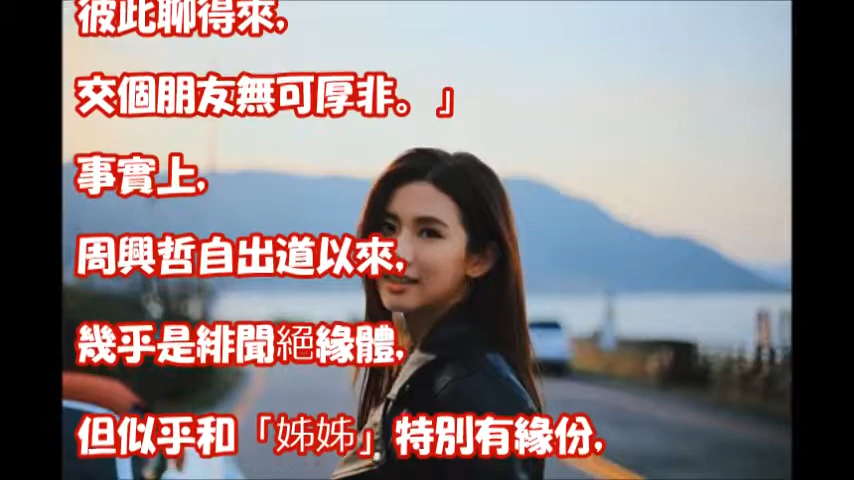 彼此聊得來,
交個朋友無可厚非。」
事實上,
周興哲自出道以來,
幾乎是緋聞絕緣體,
但似乎和「姊姊」特別有緣份,